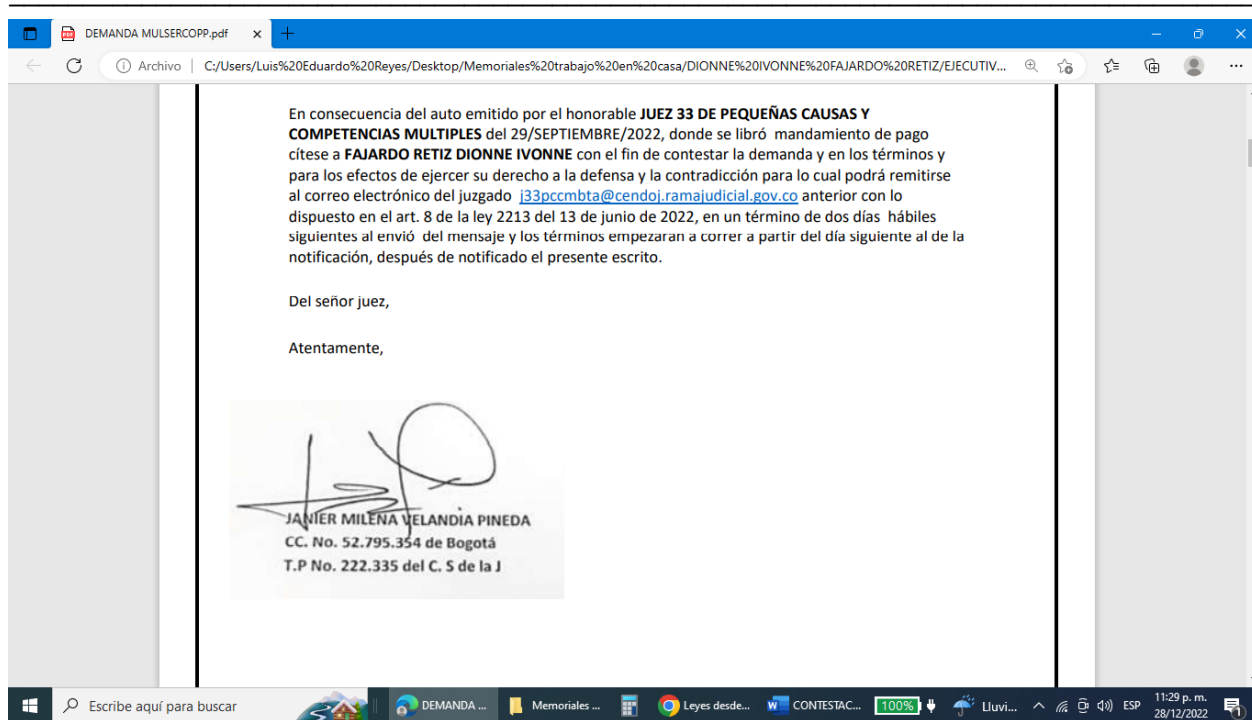 DEMANDA MULSERCOPP.pdf
Archivo | C:/Users/Luis%20Eduardo%20Reyes/Desktop/Memoriales%20trabajo%20en%20casa/DIONNE%20IVONNE%20FAJARDO%20RETIZ/EJECUTIV...
En consecuencia del auto emitido por el honorable JUEZ 33 DE PEQUEÑAS CAUSAS Y
COMPETENCIAS MULTIPLES del 29/SEPTIEMBRE/2022, donde se libró mandamiento de pago
cítese a FAJARDO RETIZ DIONNE IVONNE con el fin de contestar la demanda y en los términos y
para los efectos de ejercer su derecho a la defensa y la contradicción para lo cual podrá remitirse
al correo electrónico del juzgado j33pccmbta@cendoj.ramajudicial.gov.co anterior con lo
dispuesto en el art. 8 de la ley 2213 del 13 de junio de 2022, en un término de dos días hábiles
siguientes al envió del mensaje y los términos empezaran a correr a partir del día siguiente al de la
notificación, después de notificado el presente escrito.
Del señor juez,
Atentamente,
JANIER MILENA VELANDIA PINEDA
CC. No. 52.795.354 de Bogotá
T.P No. 222.335 del C. S de la J
Escribe aquí para buscar
DEMANDA ...
Memoriales ...
Leyes desde...
CONTESTAC...
100%
Lluvi...
ESP
11:29 p. m.
28/12/2022
1